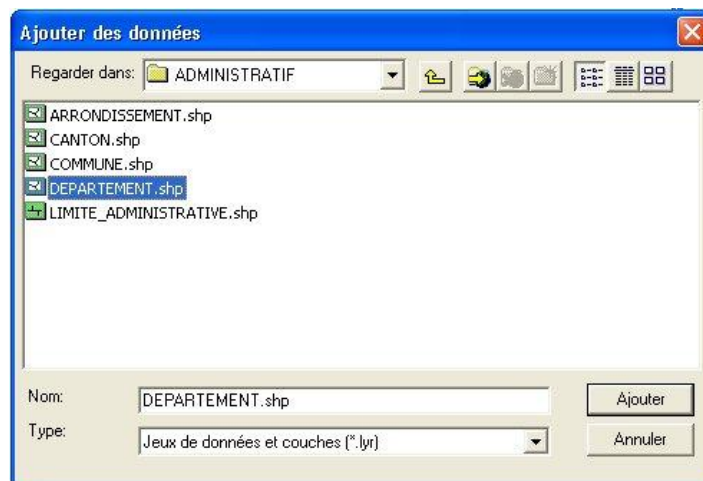 Ajouter des données
Regarder dans: ADMINISTRATIF
ARRONDISSEMENT.shp
CANTON.shp
COMMUNE.shp
DEPARTEMENT.shp
LIMITE_ADMINISTRATIVE.shp
Nom: DEPARTEMENT.shp Ajouter
Type: Jeux de données et couches (*.lyr) Annuler